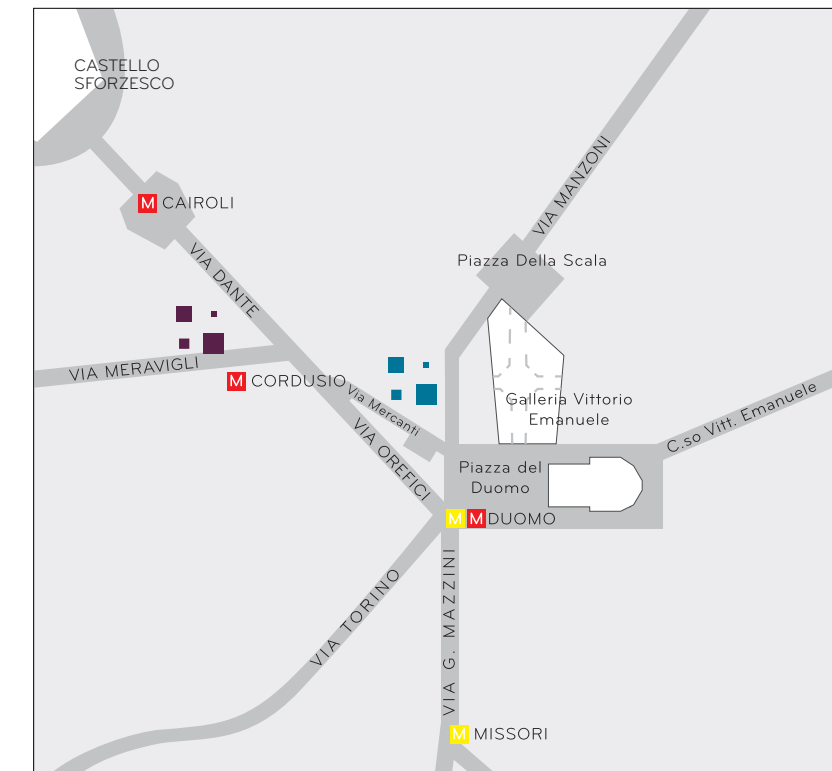 CASTELLO
SFORZESCO
VIA MANZONI
M CAIROLI
Piazza Della Scala
VIA DANTE
VIA MERAVIGLI
M CORDUSIO
Via Mercanti
Galleria Vittorio
Emanuele
C.so Vitt. Emanuele
VIA OREFICI
Piazza del
Duomo
M M DUOMO
VIA TORINO
VIA G. MAZZINI
M MISSORI